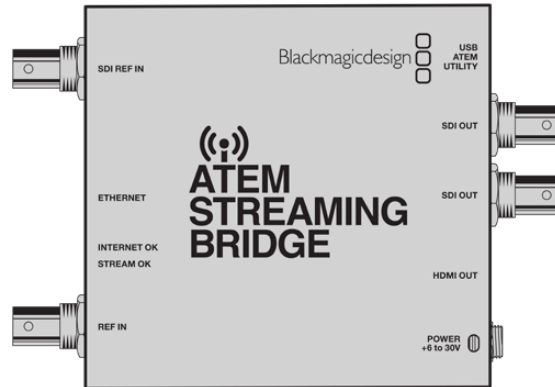 SDI REF IN
Blackmagicdesign
USB
ATEM
UTILITY
SDI OUT
ATEM
STREAMING
BRIDGE
ETHERNET
SDI OUT
INTERNET OK
STREAM OK
HDMI OUT
REF IN
POWER
+6 to 30V